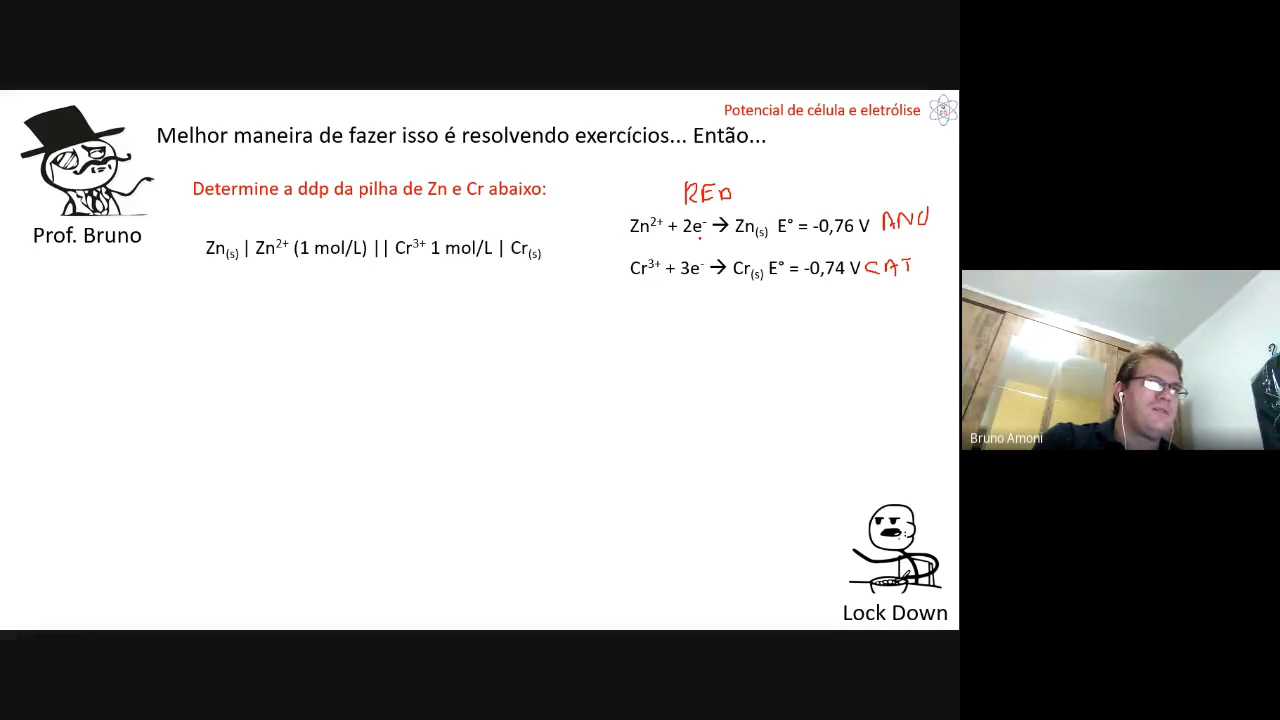 Potencial de célula e eletrólise
Melhor maneira de fazer isso é resolvendo exercícios... Então...
Determine a ddp da pilha de Zn e Cr abaixo:
RED
Zn²⁺ + 2e⁻ → Zn(s) E° = -0,76 V ANO
Prof. Bruno
Zn(s) | Zn²⁺ (1 mol/L) || Cr³⁺ 1 mol/L | Cr(s)
Cr³⁺ + 3e⁻ → Cr(s) E° = -0,74 V CAT
Bruno Amoni
Lock Down